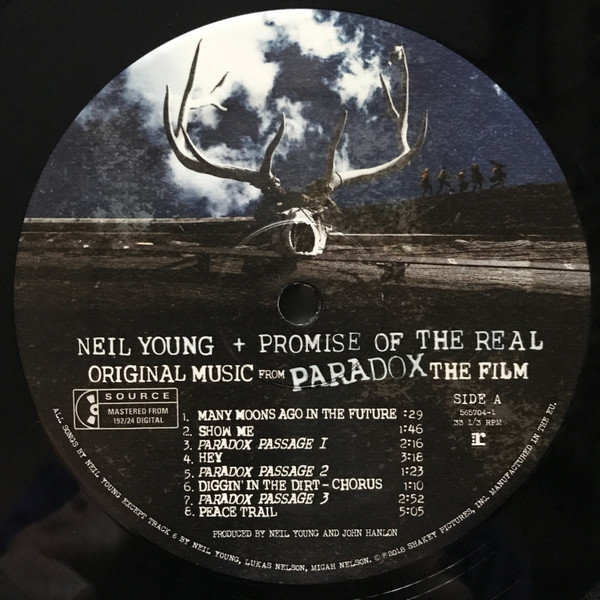 NEIL YOUNG + PROMISE OF THE REAL
ORIGINAL MUSIC FROM PARADOX THE FILM
SOURCE
MASTERED FROM
192/24 DIGITAL
SIDE A
565704-1
33 1/3 RPM
r
1. MANY MOONS AGO IN THE FUTURE :29
2. SHOW ME 1:46
3. PARADOX PASSAGE I 2:16
4. HEY 3:18
5. PARADOX PASSAGE 2 1:23
6. DIGGIN' IN THE DIRT - CHORUS 1:10
7. PARADOX PASSAGE 3 2:52
8. PEACE TRAIL 5:05
PRODUCED BY NEIL YOUNG AND JOHN HANLON
ALL SONGS BY NEIL YOUNG EXCEPT TRACK 6 BY NEIL YOUNG, LUKAS NELSON, MICAH NELSON. ©℗2018 SHAKEY PICTURES, INC. MANUFACTURED IN THE EU.